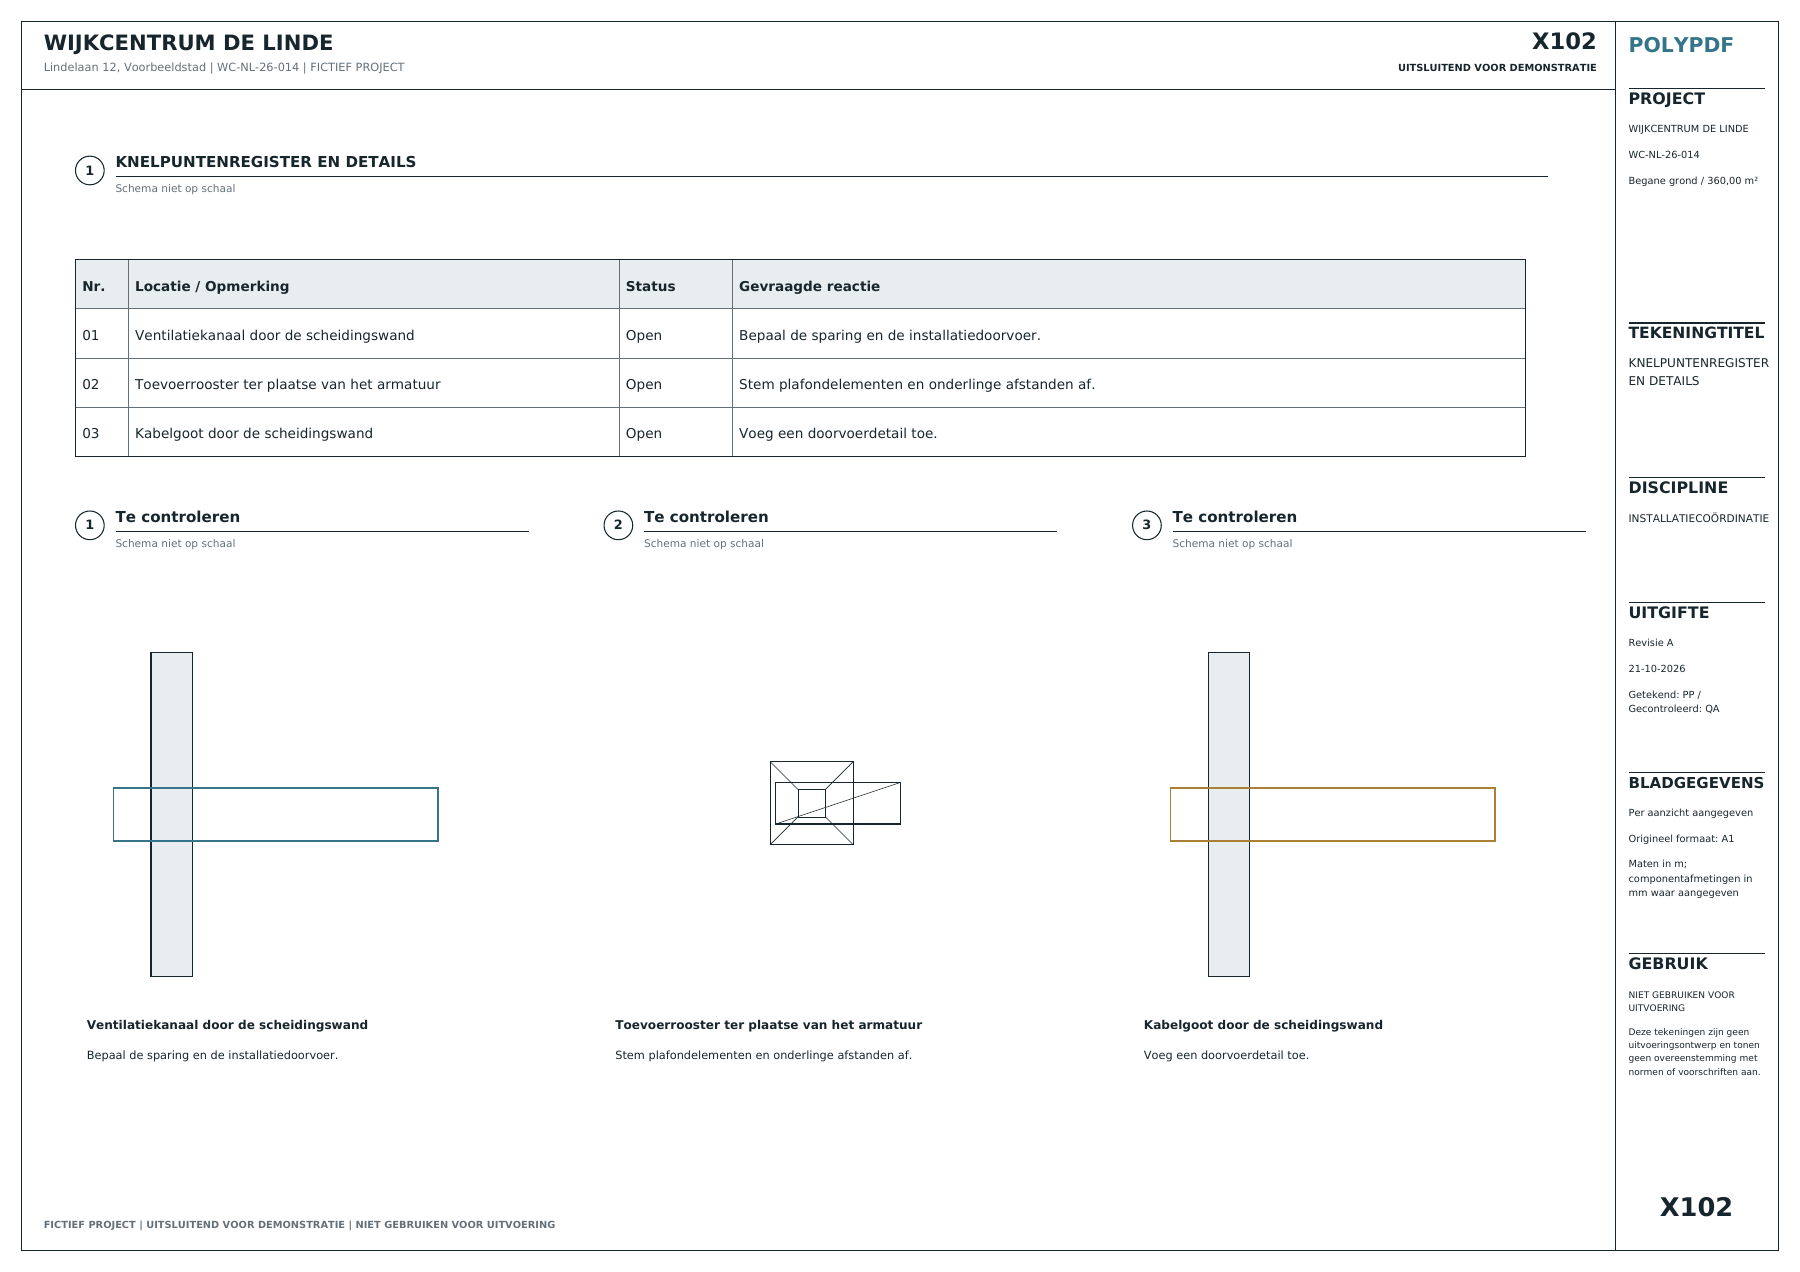 WIJKCENTRUM DE LINDE
Lindelaan 12, Voorbeeldstad | WC-NL-26-014 | FICTIEF PROJECT
X102
UITSLUITEND VOOR DEMONSTRATIE
1
KNELPUNTENREGISTER EN DETAILS
Schema niet op schaal
Nr. Locatie / Opmerking Status Gevraagde reactie
01 Ventilatiekanaal door de scheidingswand Open Bepaal de sparing en de installatiedoorvoer.
02 Toevoerrooster ter plaatse van het armatuur Open Stem plafondelementen en onderlinge afstanden af.
03 Kabelgoot door de scheidingswand Open Voeg een doorvoerdetail toe.
1
Te controleren
Schema niet op schaal
2
Te controleren
Schema niet op schaal
3
Te controleren
Schema niet op schaal
Ventilatiekanaal door de scheidingswand
Bepaal de sparing en de installatiedoorvoer.
Toevoerrooster ter plaatse van het armatuur
Stem plafondelementen en onderlinge afstanden af.
Kabelgoot door de scheidingswand
Voeg een doorvoerdetail toe.
FICTIEF PROJECT | UITSLUITEND VOOR DEMONSTRATIE | NIET GEBRUIKEN VOOR UITVOERING
POLYPDF
PROJECT
WIJKCENTRUM DE LINDE
WC-NL-26-014
Begane grond / 360,00 m²
TEKENINGTITEL
KNELPUNTENREGISTER
EN DETAILS
DISCIPLINE
INSTALLATIECOÖRDINATIE
UITGIFTE
Revisie A
21-10-2026
Getekend: PP /
Gecontroleerd: QA
BLADGEGEVENS
Per aanzicht aangegeven
Origineel formaat: A1
Maten in m;
componentafmetingen in
mm waar aangegeven
GEBRUIK
NIET GEBRUIKEN VOOR
UITVOERING
Deze tekeningen zijn geen
uitvoeringsontwerp en tonen
geen overeenstemming met
normen of voorschriften aan.
X102